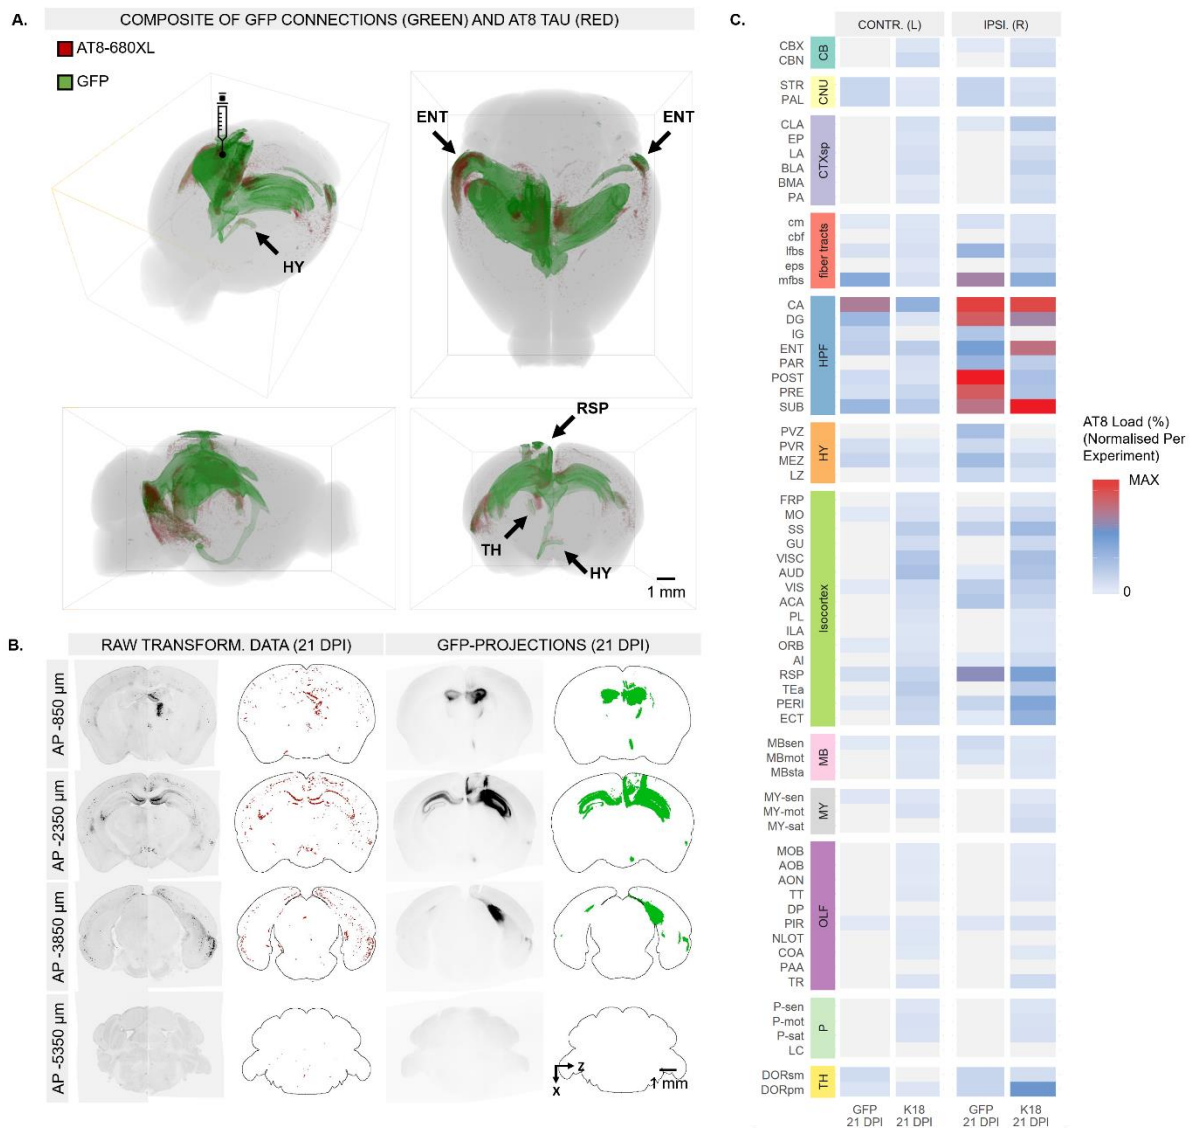 A.
COMPOSITE OF GFP CONNECTIONS (GREEN) AND AT8 TAU (RED)
AT8-680XL
GFP
HY
ENT
ENT
RSP
TH
HY
1 mm
B.
RAW TRANSFORM. DATA (21 DPI)
GFP-PROJECTIONS (21 DPI)
AP -850 µm
AP -2350 µm
AP -3850 µm
AP -5350 µm
Z
X
1 mm
C.
CONTR. (L)
IPSI. (R)
CBX
CBN
CB
STR
PAL
CNU
CLA
EP
LA
BLA
BMA
PA
CTXsp
cm
cbf
lfbs
eps
mfbs
fiber tracts
CA
DG
IG
ENT
PAR
POST
PRE
SUB
HPF
PVZ
PVR
MEZ
LZ
HY
FRP
MO
SS
GU
VISC
AUD
VIS
ACA
PL
ILA
ORB
AI
RSP
TEa
PERI
ECT
Isocortex
MBsen
MBmot
MBsta
MB
MY-sen
MY-mot
MY-sat
MY
MOB
AOB
AON
TT
DP
PIR
NLOT
COA
PAA
TR
OLF
P-sen
P-mot
P-sat
LC
P
DORsm
DORpm
TH
GFP
21 DPI
K18
21 DPI
GFP
21 DPI
K18
21 DPI
AT8 Load (%)
(Normalised Per
Experiment)
MAX
0